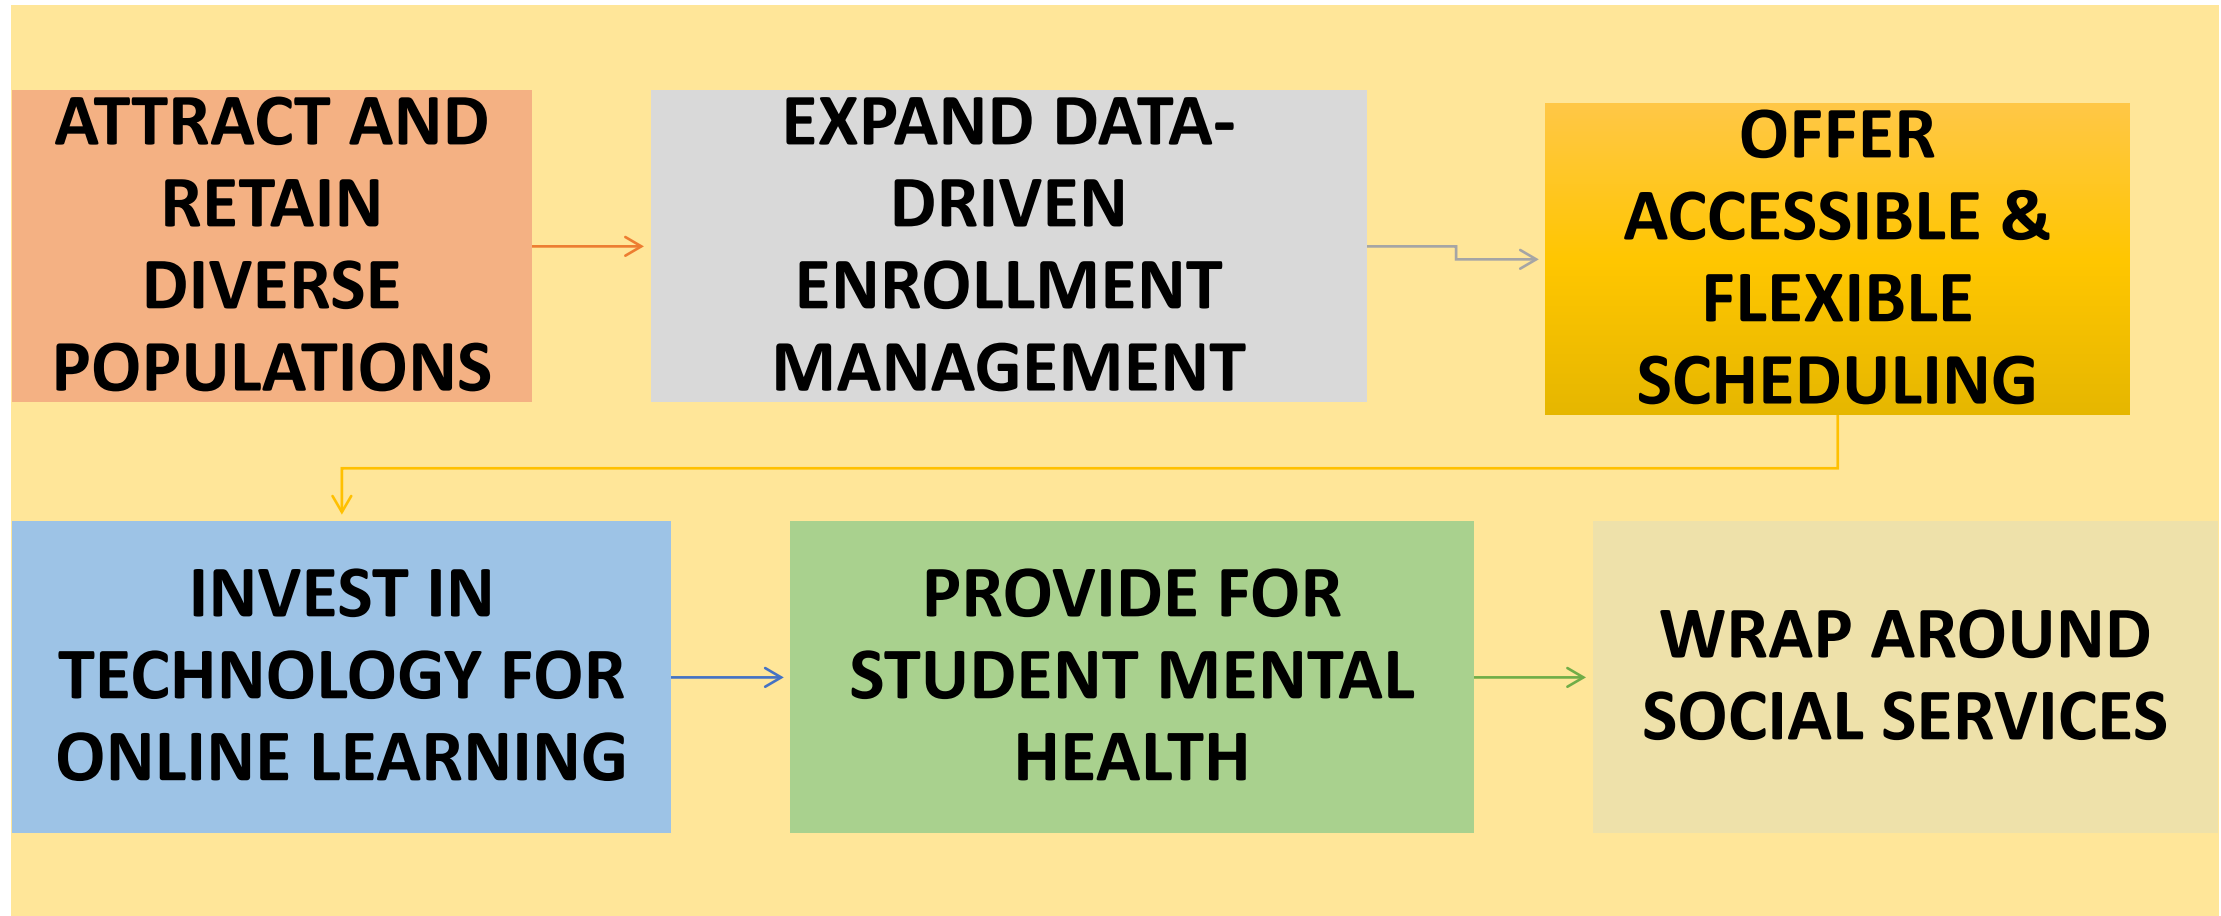 ATTRACT AND
RETAIN
DIVERSE
POPULATIONS
EXPAND DATA-
DRIVEN
ENROLLMENT
MANAGEMENT
OFFER
ACCESSIBLE &
FLEXIBLE
SCHEDULING
INVEST IN
TECHNOLOGY FOR
ONLINE LEARNING
PROVIDE FOR
STUDENT MENTAL
HEALTH
WRAP AROUND
SOCIAL SERVICES